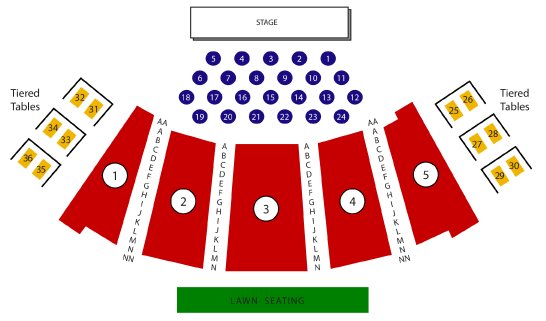 STAGE
5 4 3 2 1
6 7 8 9 10 11
18 17 16 15 14 13 12
19 20 21 22 23 24
Tiered
Tables
32
31
34
33
36
35
Tiered
Tables
26
25
28
27
30
29
AA
A
B
C
D
E
F
G
H
I
J
K
L
M
N
NN
A
B
C
D
E
F
G
H
I
J
K
L
M
N
A
B
C
D
E
F
G
H
I
J
K
L
M
N
AA
A
B
C
D
E
F
G
H
I
J
K
L
M
N
NN
1
2
3
4
5
LAWN SEATING